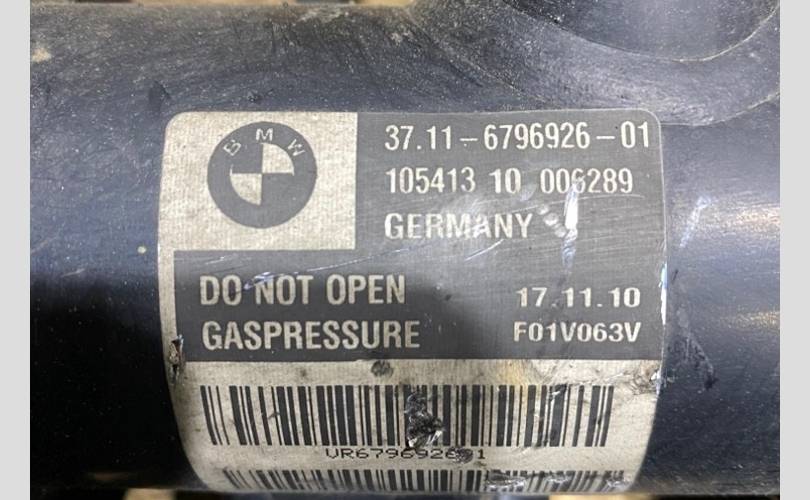 BMW
37.11-6796926-01
105413 10 006289
GERMANY
DO NOT OPEN
17.11.10
GASPRESSURE
F01V063V